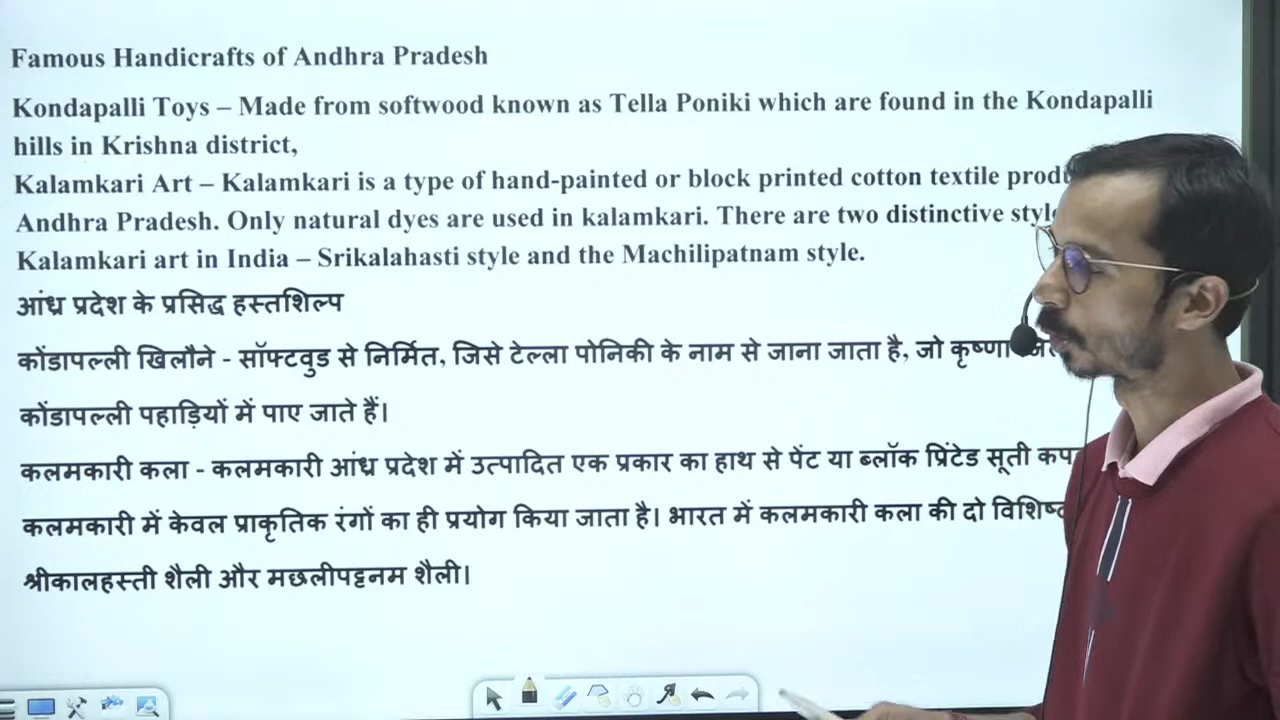 Famous Handicrafts of Andhra Pradesh
Kondapalli Toys – Made from softwood known as Tella Poniki which are found in the Kondapalli
hills in Krishna district,
Kalamkari Art – Kalamkari is a type of hand-painted or block printed cotton textile
Andhra Pradesh. Only natural dyes are used in kalamkari. There are two distinctive
Kalamkari art in India – Srikalahasti style and the Machilipatnam style.
आंध्र प्रदेश के प्रसिद्ध हस्तशिल्प
कोंडापल्ली खिलौने - सॉफ्टवुड से निर्मित, जिसे टेल्ला पोनिकी के नाम से जाना जाता है, जो कृष्णा
कोंडापल्ली पहाड़ियों में पाए जाते हैं।
कलमकारी कला - कलमकारी आंध्र प्रदेश में उत्पादित एक प्रकार का हाथ से पेंट या ब्लॉक प्रिंटेड सूती
कलमकारी में केवल प्राकृतिक रंगों का ही प्रयोग किया जाता है। भारत में कलमकारी कला की दो
श्रीकालहस्ती शैली और मछलीपट्टनम शैली।